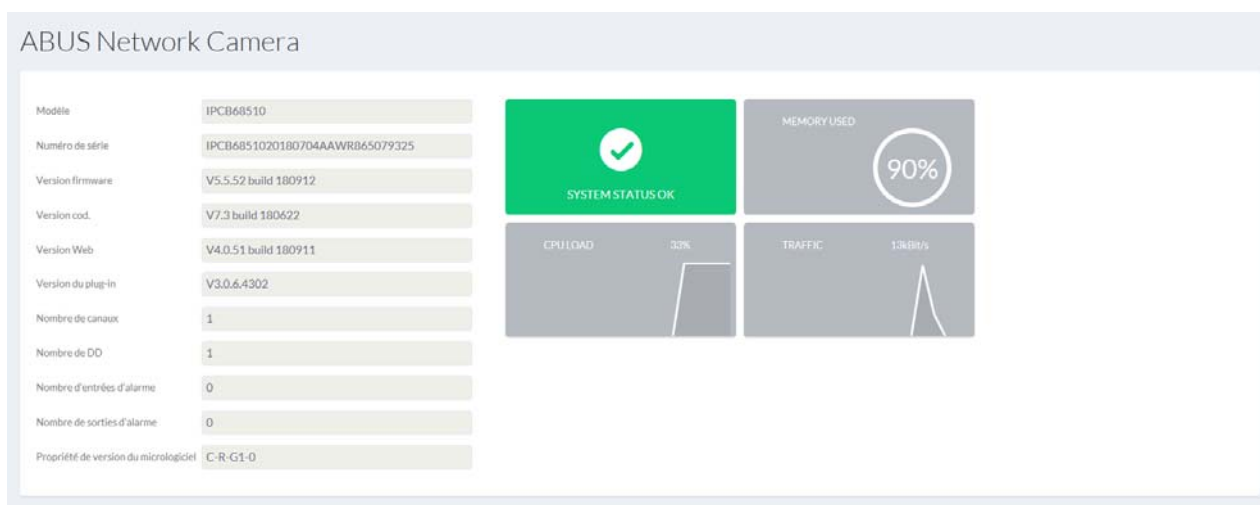 ABUS Network Camera
Modèle IPCB68510
Numéro de série IPCB6851020180704AAWR865079325
Version firmware V5.5.52 build 180912
Version cod. V7.3 build 180622
Version Web V4.0.51 build 180911
Version du plug-in V3.0.6.4302
Nombre de canaux 1
Nombre de DD 1
Nombre d'entrées d'alarme 0
Nombre de sorties d'alarme 0
Propriété de version du micrologiciel C-R-G1-0
SYSTEM STATUS OK
MEMORY USED
90%
CPU LOAD 33%
TRAFFIC 13kBit/s